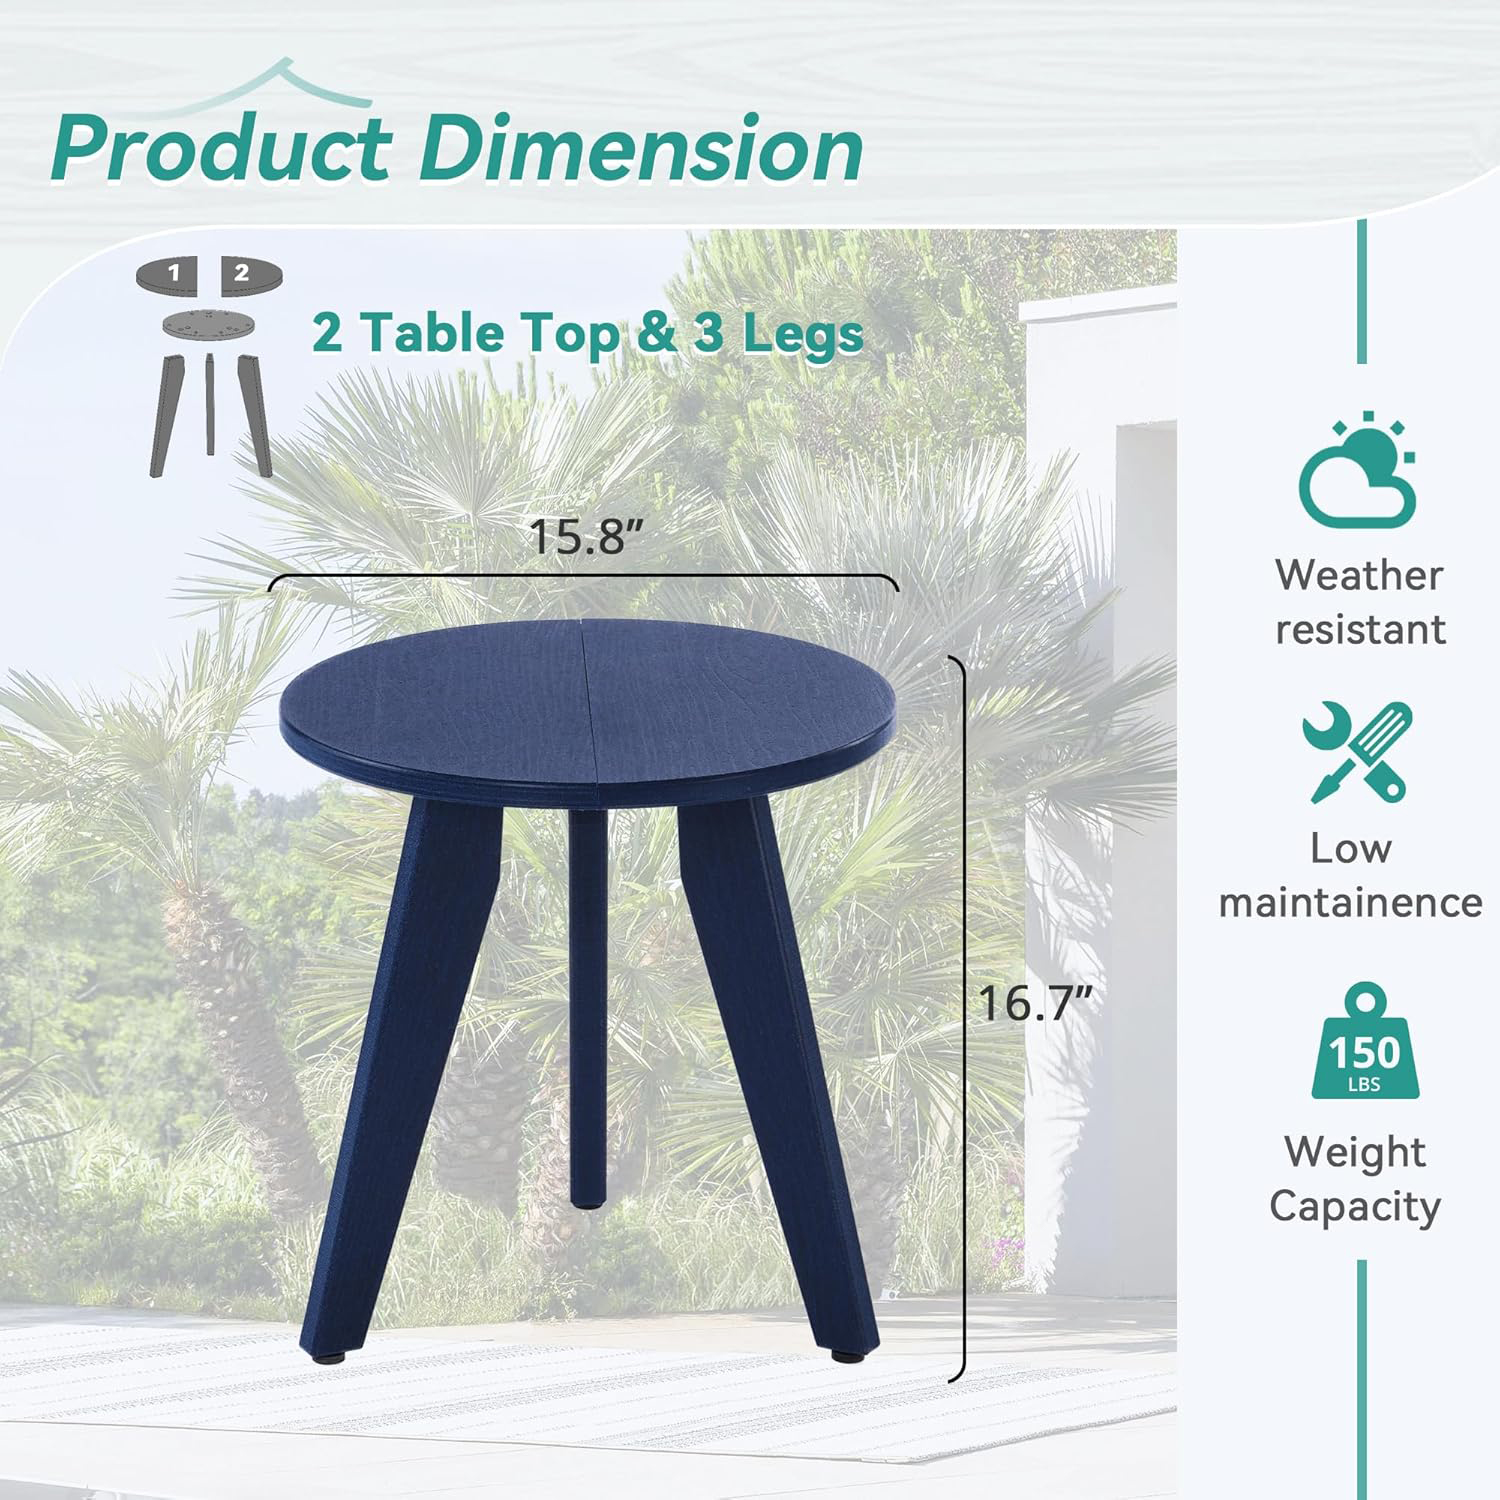 Product Dimension
1 2
2 Table Top & 3 Legs
15.8”
16.7”
Weather
resistant
Low
maintainence
150
LBS
Weight
Capacity